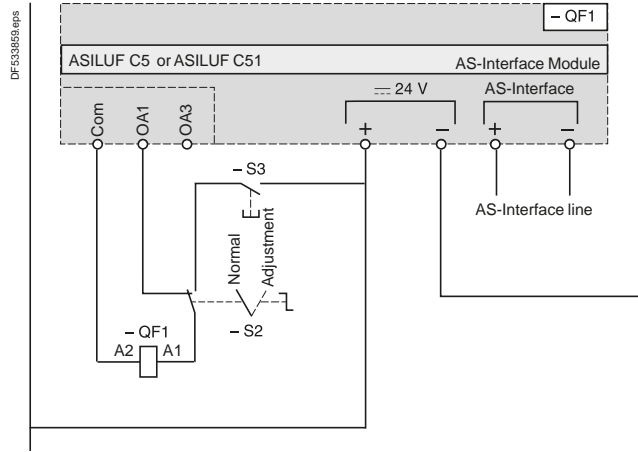 DF533859.eps
– QF1
ASILUF C5 or ASILUF C51
AS-Interface Module
24 V
AS-Interface
Com
OA1
OA3
+
–
+
–
– S3
AS-Interface line
Normal
Adjustment
– S2
– QF1
A2
A1